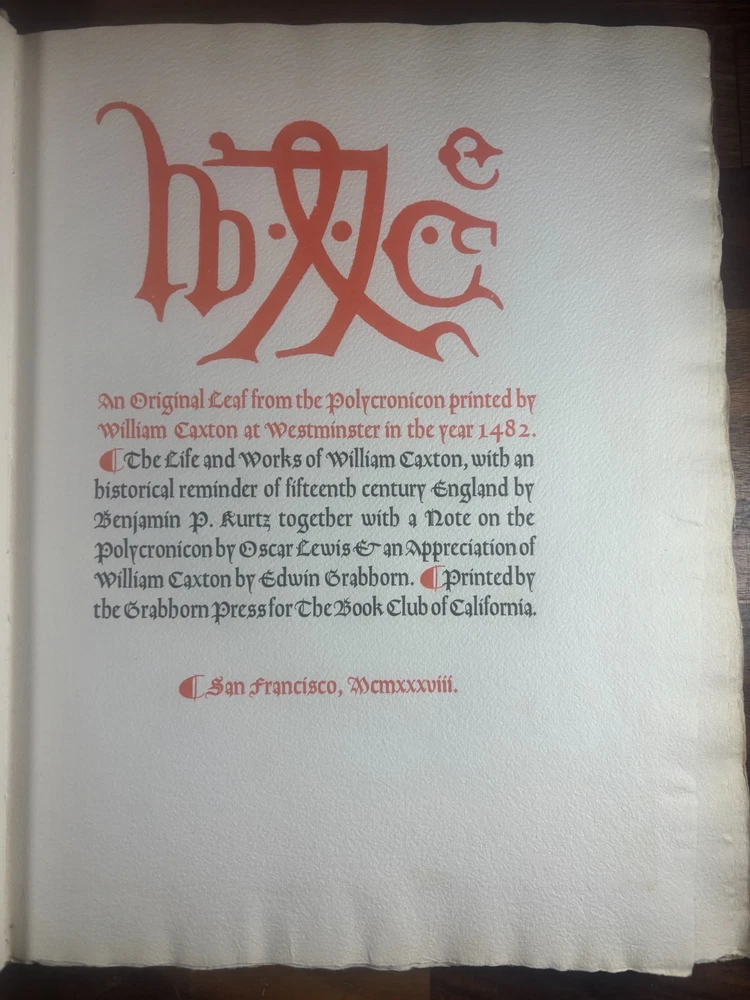 W C
An Original Leaf from the Polycronicon printed by
William Caxton at Westminster in the year 1482.
The Life and Works of William Caxton, with an
historical reminder of fifteenth century England by
Benjamin P. Kurtz together with a Note on the
Polycronicon by Oscar Lewis & an Appreciation of
William Caxton by Edwin Grabhorn. Printed by
the Grabhorn Press for The Book Club of California.
San Francisco, Mcmxxxviii.